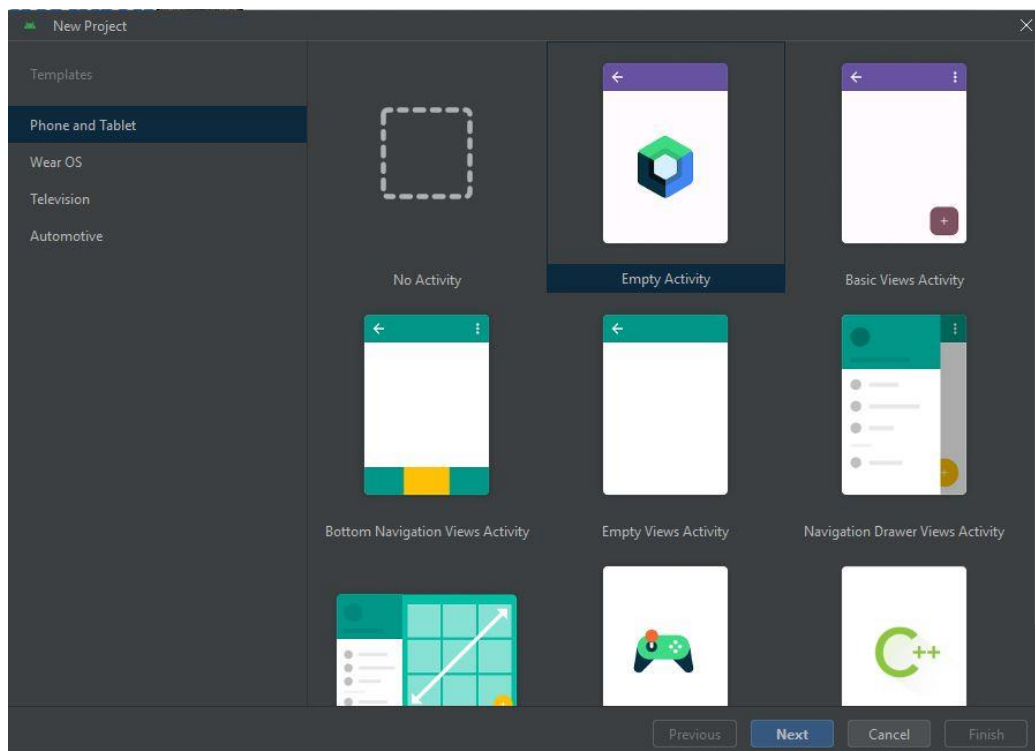 New Project
Templates
Phone and Tablet
Wear OS
Television
Automotive
No Activity
Empty Activity
Basic Views Activity
Bottom Navigation Views Activity
Empty Views Activity
Navigation Drawer Views Activity
C++
Previous
Next
Cancel
Finish